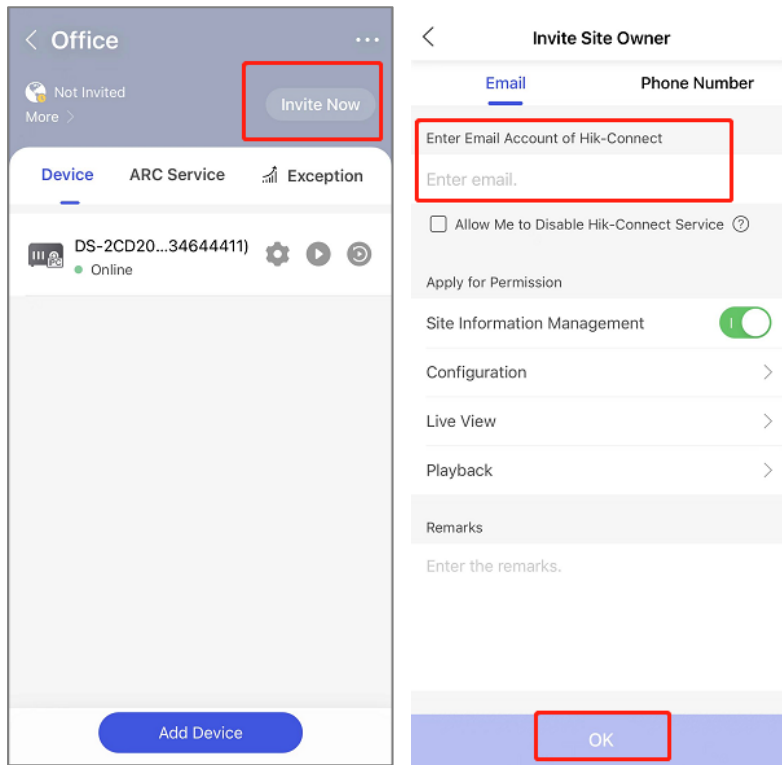 Office
Not Invited
Invite Now
More
Device ARC Service Exception
DS-2CD20...34644411)
Online
Add Device
Invite Site Owner
Email Phone Number
Enter Email Account of Hik-Connect
Enter email.
Allow Me to Disable Hik-Connect Service ?
Apply for Permission
Site Information Management
Configuration
Live View
Playback
Remarks
Enter the remarks.
OK